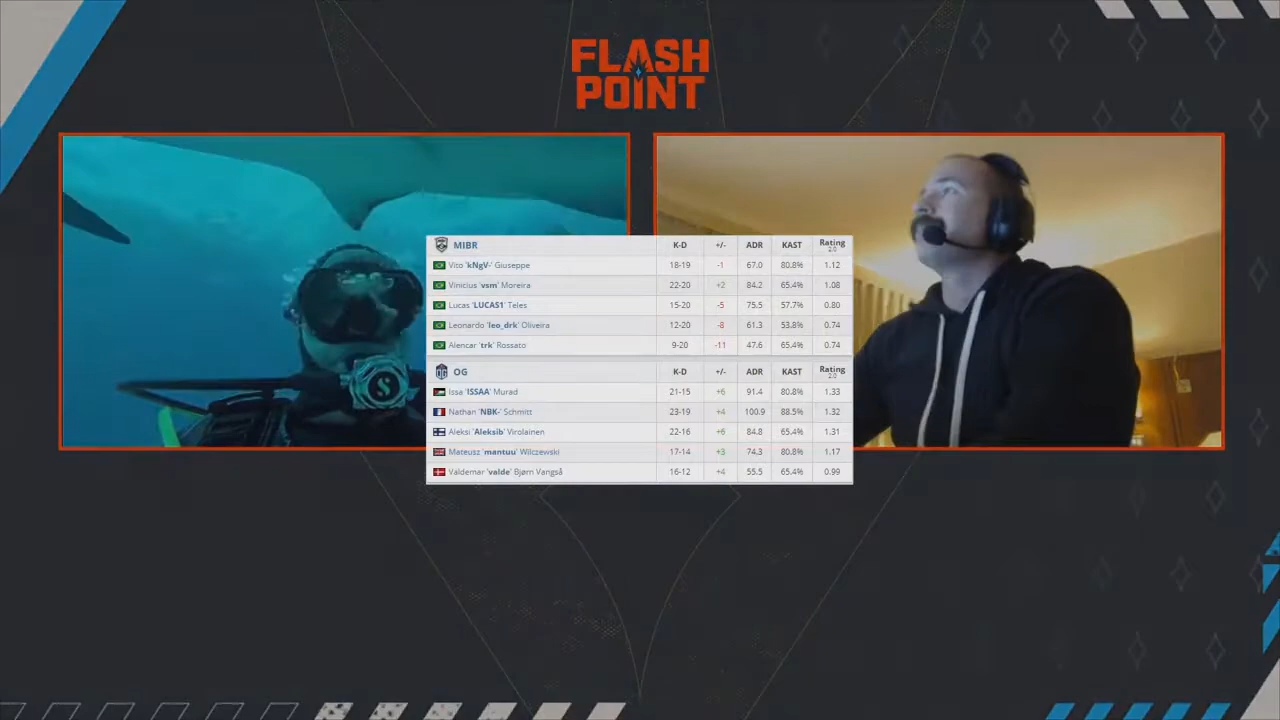 FLASH
POINT
MIBR K-D +/- ADR KAST Rating 2.0
Vito 'kNgV-' Giuseppe 18-19 -1 67.0 80.8% 1.12
Vinicius 'vsm' Moreira 22-20 +2 84.2 65.4% 1.08
Lucas 'LUCAS1' Teles 15-20 -5 75.5 57.7% 0.80
Leonardo 'leo_drk' Oliveira 12-20 -8 61.3 53.8% 0.74
Alencar 'trk' Rossato 9-20 -11 47.6 65.4% 0.74
OG K-D +/- ADR KAST Rating 2.0
Issa 'ISSAA' Murad 21-15 +6 91.4 80.8% 1.33
Nathan 'NBK-' Schmitt 23-19 +4 100.9 88.5% 1.32
Aleksi 'Aleksib' Virolainen 22-16 +6 84.8 65.4% 1.31
Mateusz 'mantuu' Wilczewski 17-14 +3 74.3 80.8% 1.17
Valdemar 'valde' Bjørn Vangså 16-12 +4 55.5 65.4% 0.99